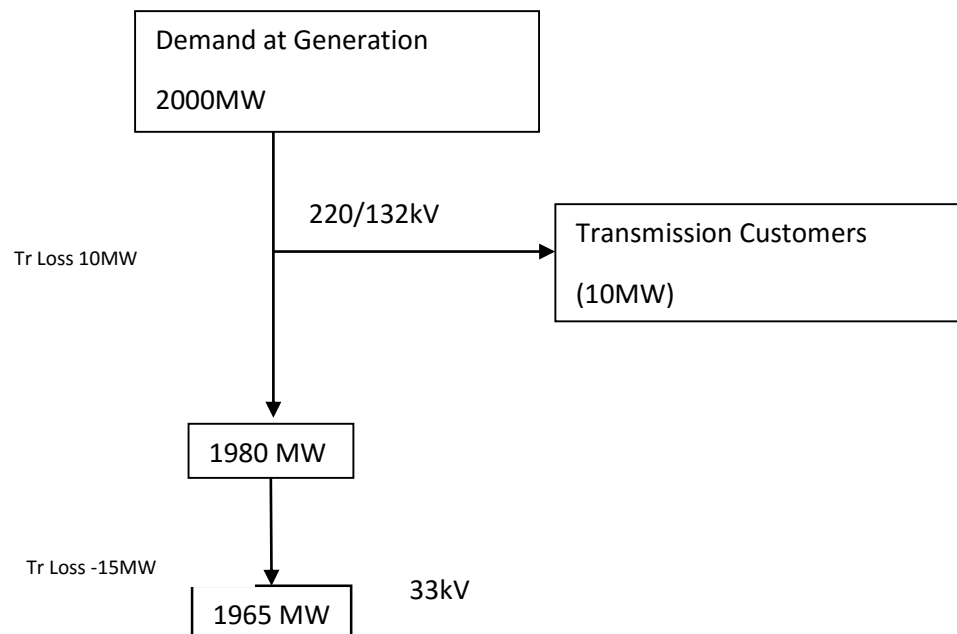 Demand at Generation
2000MW
220/132kV
Transmission Customers
Tr Loss 10MW
(10MW)
1980 MW
Tr Loss -15MW
33kV
1965 MW